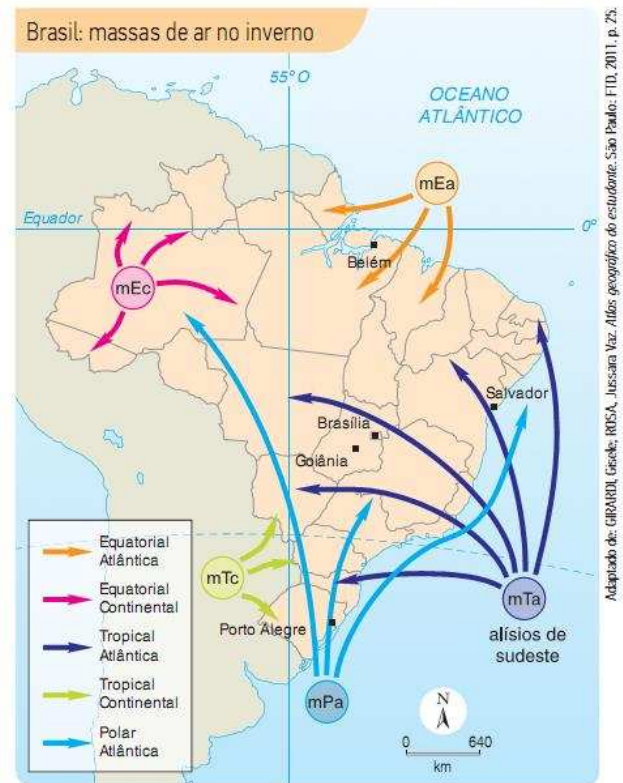 Brasil: massas de ar no inverno
55° O
OCEANO
ATLÂNTICO
mEa
Equador
0°
Belém
mEc
Salvador
Brasília
Goiânia
mTc
mTa
alísios de
sudeste
Porto Alegre
mPa
N
0 640
km
Equatorial
Atlântica
Equatorial
Continental
Tropical
Atlântica
Tropical
Continental
Polar
Atlântica
Adaptado de: GIRARDI, Gisele; ROSA, Jussara Vaz. Atlas geográfico do estudante. São Paulo: FTD, 2011. p. 25.